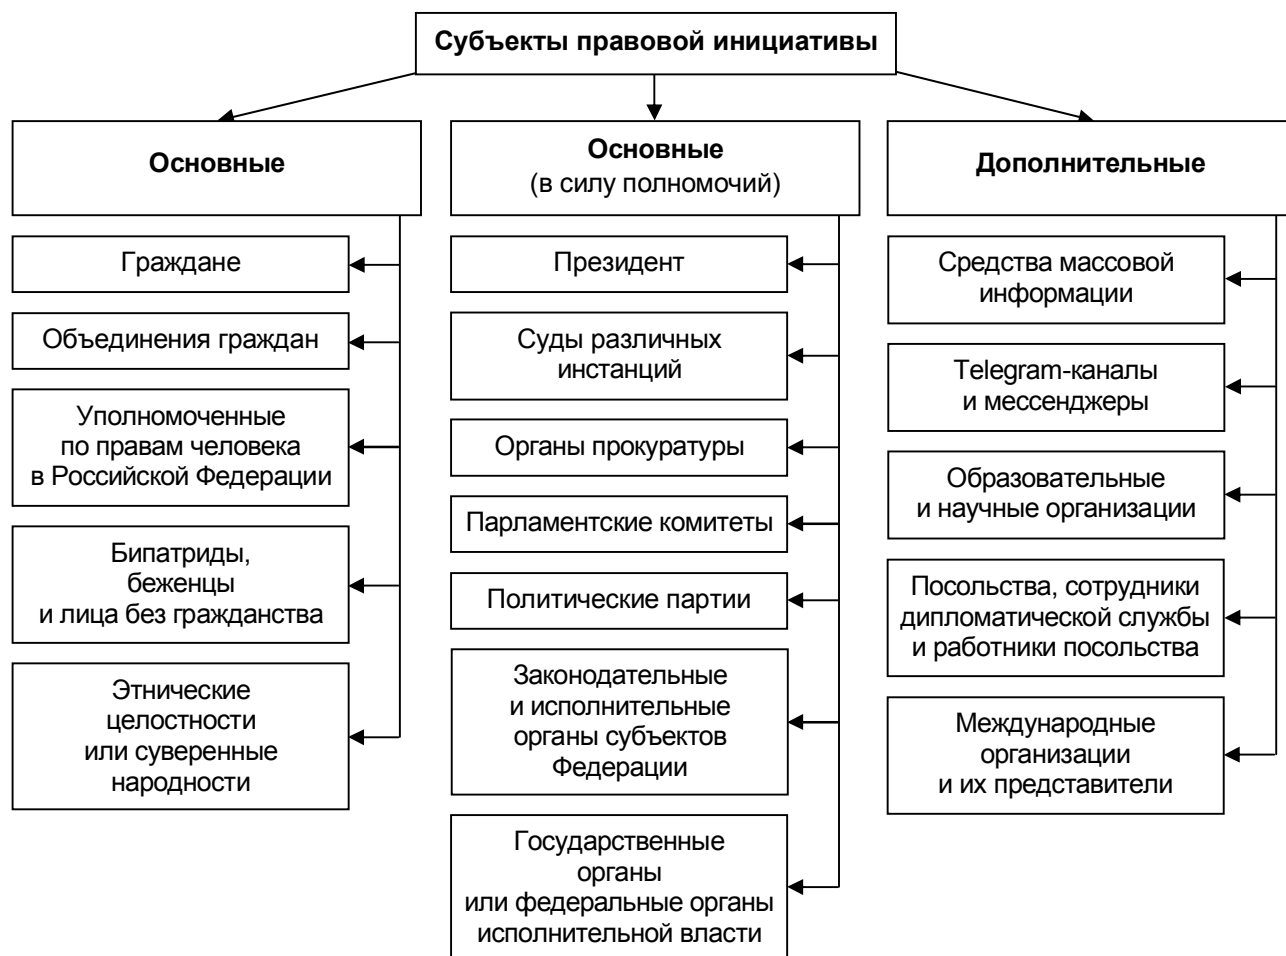 Субъекты правовой инициативы
Основные
Граждане
Объединения граждан
Уполномоченные
по правам человека
в Российской Федерации
Бипатриды,
беженцы
и лица без гражданства
Этнические
целостности
или суверенные
народности
Основные
(в силу полномочий)
Президент
Суды различных
инстанций
Органы прокуратуры
Парламентские комитеты
Политические партии
Законодательные
и исполнительные
органы субъектов
Федерации
Государственные
органы
или федеральные органы
исполнительной власти
Дополнительные
Средства массовой
информации
Telegram-каналы
и мессенджеры
Образовательные
и научные организации
Посольства, сотрудники
дипломатической службы
и работники посольства
Международные
организации
и их представители